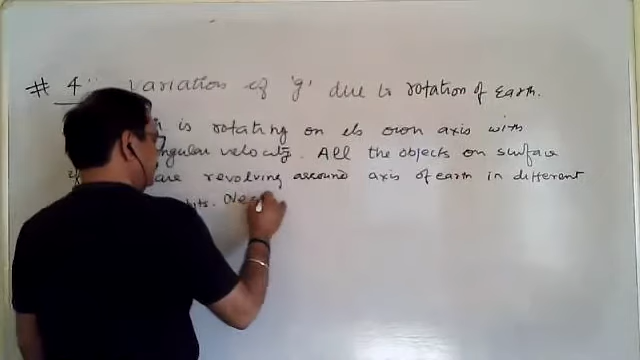 # 4" Variation of 'g' due to rotation of Earth.
is rotating on its own axis with
angular velocity. All the objects on surface
are revolving around axis of earth in different